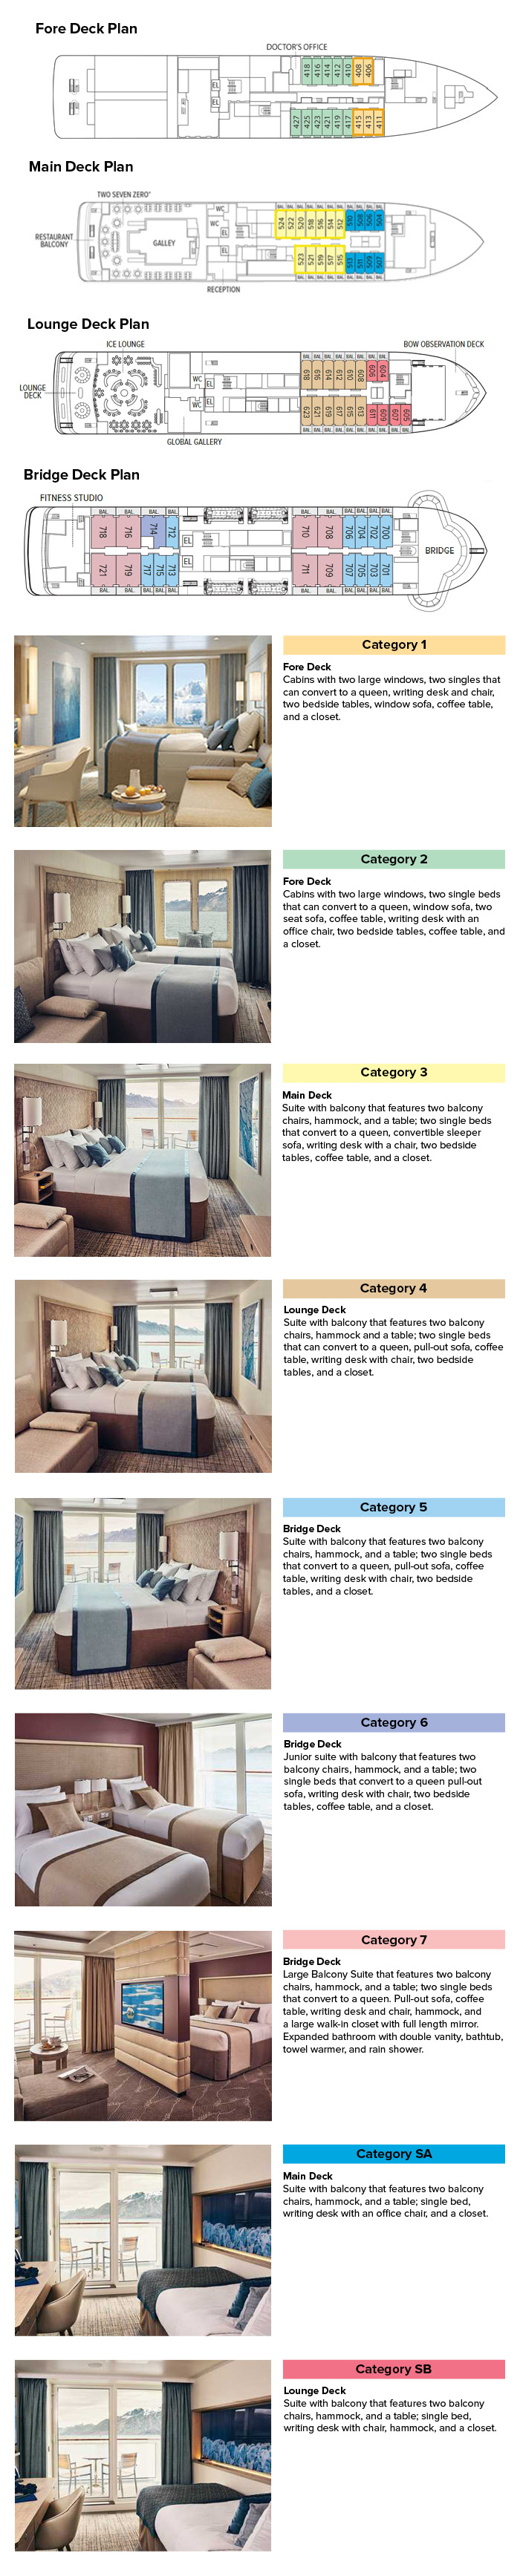 Fore Deck Plan
DOCTOR'S OFFICE
418 416 414 412 410 408 406
EL
EL
427 425 423 421 419 417 415 413 411
Main Deck Plan
TWO SEVEN ZERO°
WC
WC
EL
EL
RESTAURANT
BALCONY
GALLEY
RECEPTION
BAL. BAL. BAL. BAL. BAL. BAL. BAL.
524 522 520 518 516 514 512 510 508 506 504
523 521 519 517 515 513 511 509 507
Lounge Deck Plan
ICE LOUNGE
BOW OBSERVATION DECK
LOUNGE
DECK
WC
EL
WC
EL
GLOBAL GALLERY
618 616 614 612 610 608 606 604
623 621 619 617 615 613 611 609 607 605
Bridge Deck Plan
FITNESS STUDIO
BAL. BAL. BAL. BAL.
718 716 714 712 710 708 706 704 702 700
EL
EL
BRIDGE
721 719 717 715 713 711 709 707 705 703 701
Category 1
Fore Deck
Cabins with two large windows, two singles that
can convert to a queen, writing desk and chair,
two bedside tables, window sofa, coffee table,
and a closet.
Category 2
Fore Deck
Cabins with two large windows, two single beds
that can convert to a queen, window sofa, two
seat sofa, coffee table, writing desk with an
office chair, two bedside tables, coffee table, and
a closet.
Category 3
Main Deck
Suite with balcony that features two balcony
chairs, hammock, and a table; two single beds
that convert to a queen, convertible sleeper
sofa, writing desk with a chair, two bedside
tables, coffee table, and a closet.
Category 4
Lounge Deck
Suite with balcony that features two balcony
chairs, hammock and a table; two single beds
that can convert to a queen, pull-out sofa, coffee
table, writing desk with chair, two bedside
tables, and a closet.
Category 5
Bridge Deck
Suite with balcony that features two balcony
chairs, hammock, and a table; two single beds
that convert to a queen, pull-out sofa, coffee
table, writing desk with chair, two bedside
tables, and a closet.
Category 6
Bridge Deck
Junior suite with balcony that features two
balcony chairs, hammock, and a table; two
single beds that convert to a queen pull-out
sofa, writing desk with chair, two bedside
tables, coffee table, and a closet.
Category 7
Bridge Deck
Large Balcony Suite that features two balcony
chairs, hammock, and a table; two single beds
that convert to a queen. Pull-out sofa, coffee
table, writing desk and chair, hammock, and
a large walk-in closet with full length mirror.
Expanded bathroom with double vanity, bathtub,
towel warmer, and rain shower.
Category SA
Main Deck
Suite with balcony that features two balcony
chairs, hammock, and a table; single bed,
writing desk with an office chair, and a closet.
Category SB
Lounge Deck
Suite with balcony that features two balcony
chairs, hammock, and a table; single bed,
writing desk with chair, hammock, and a closet.